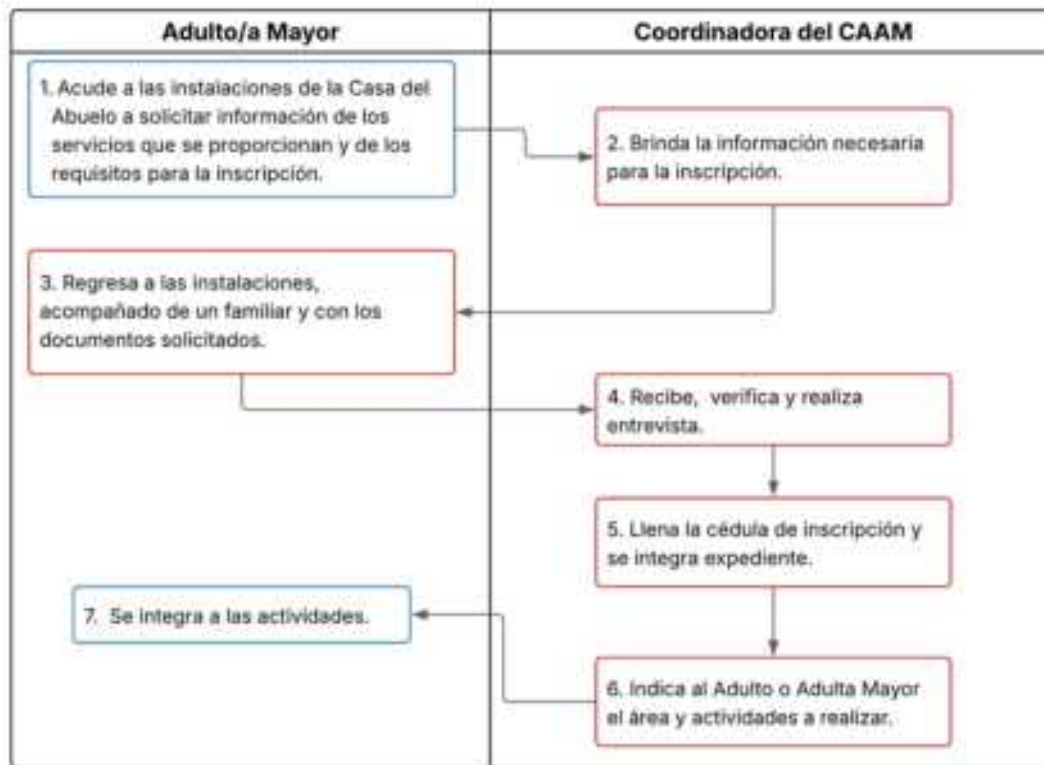 Adulto/a Mayor
Coordinadora del CAAM
1. Acude a las instalaciones de la Casa del
Abuelo a solicitar información de los
servicios que se proporcionan y de los
requisitos para la inscripción.
2. Brinda la información necesaria
para la inscripción.
3. Regresa a las instalaciones,
acompañado de un familiar y con los
documentos solicitados.
4. Recibe, verifica y realiza
entrevista.
5. Llena la cédula de inscripción y
se integra expediente.
6. Indica al Adulto o Adulta Mayor
el área y actividades a realizar.
7. Se integra a las actividades.